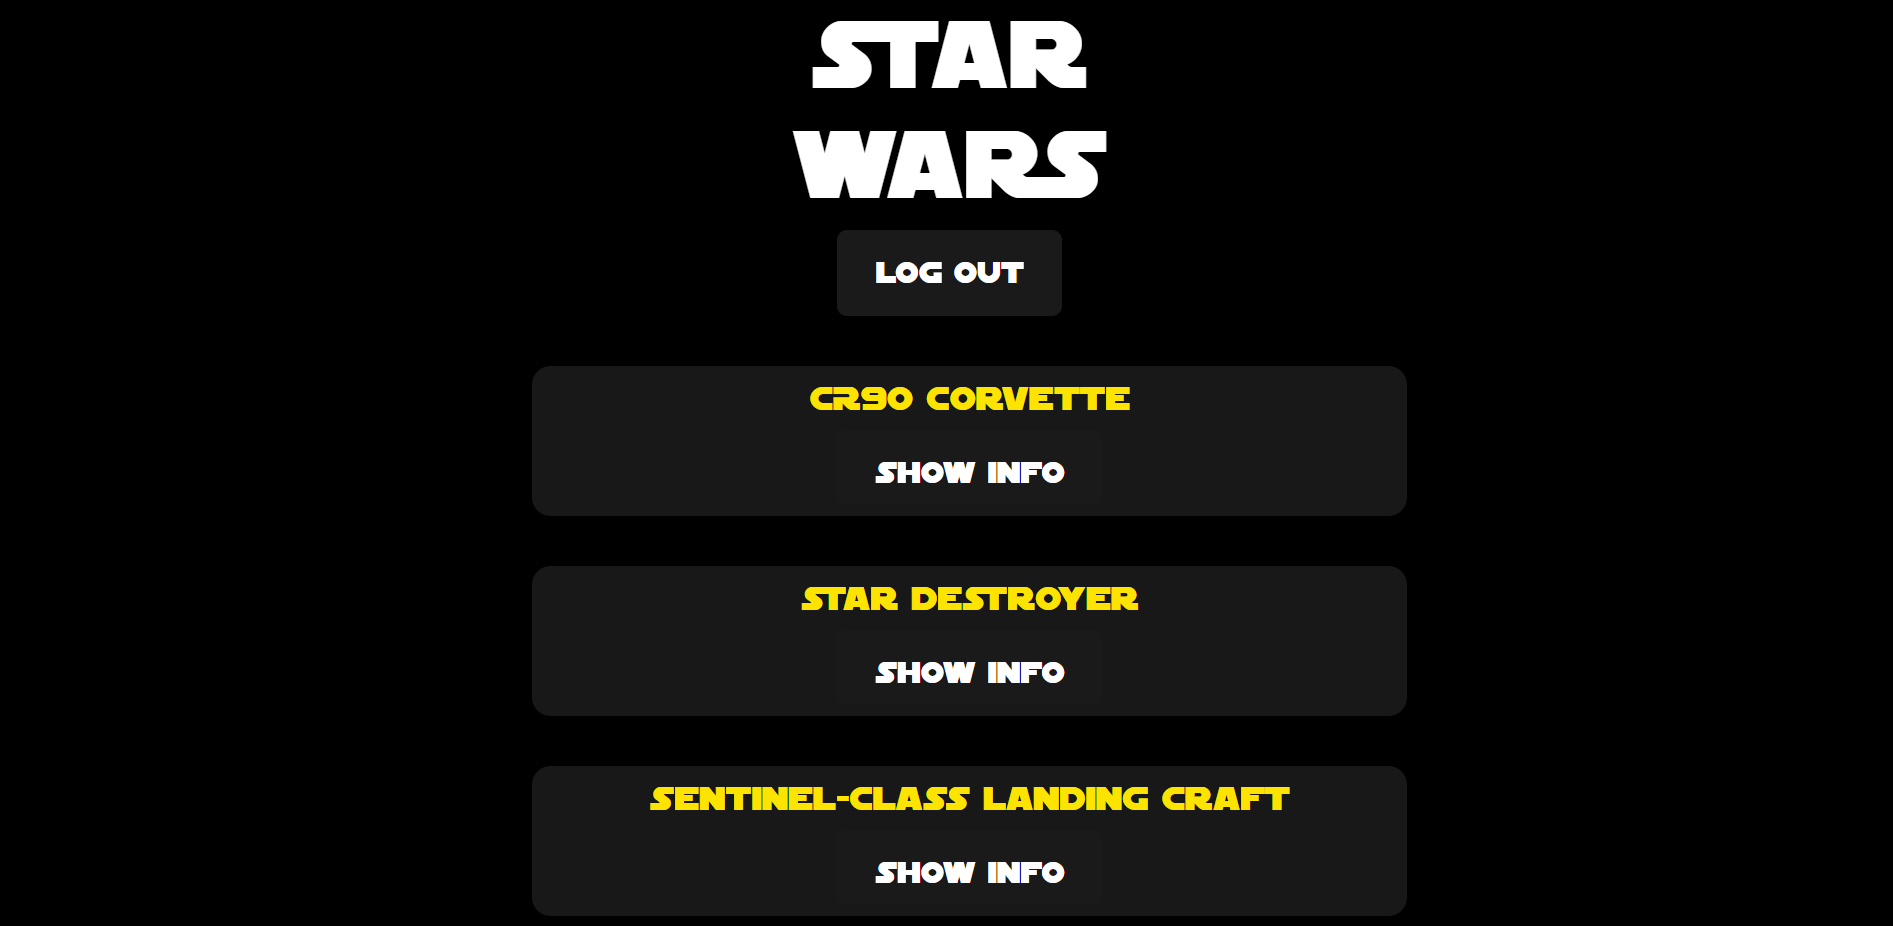 STAR
WARS
LOG OUT
CR90 CORVETTE
SHOW INFO
STAR DESTROYER
SHOW INFO
SENTINEL-CLASS LANDING CRAFT
SHOW INFO